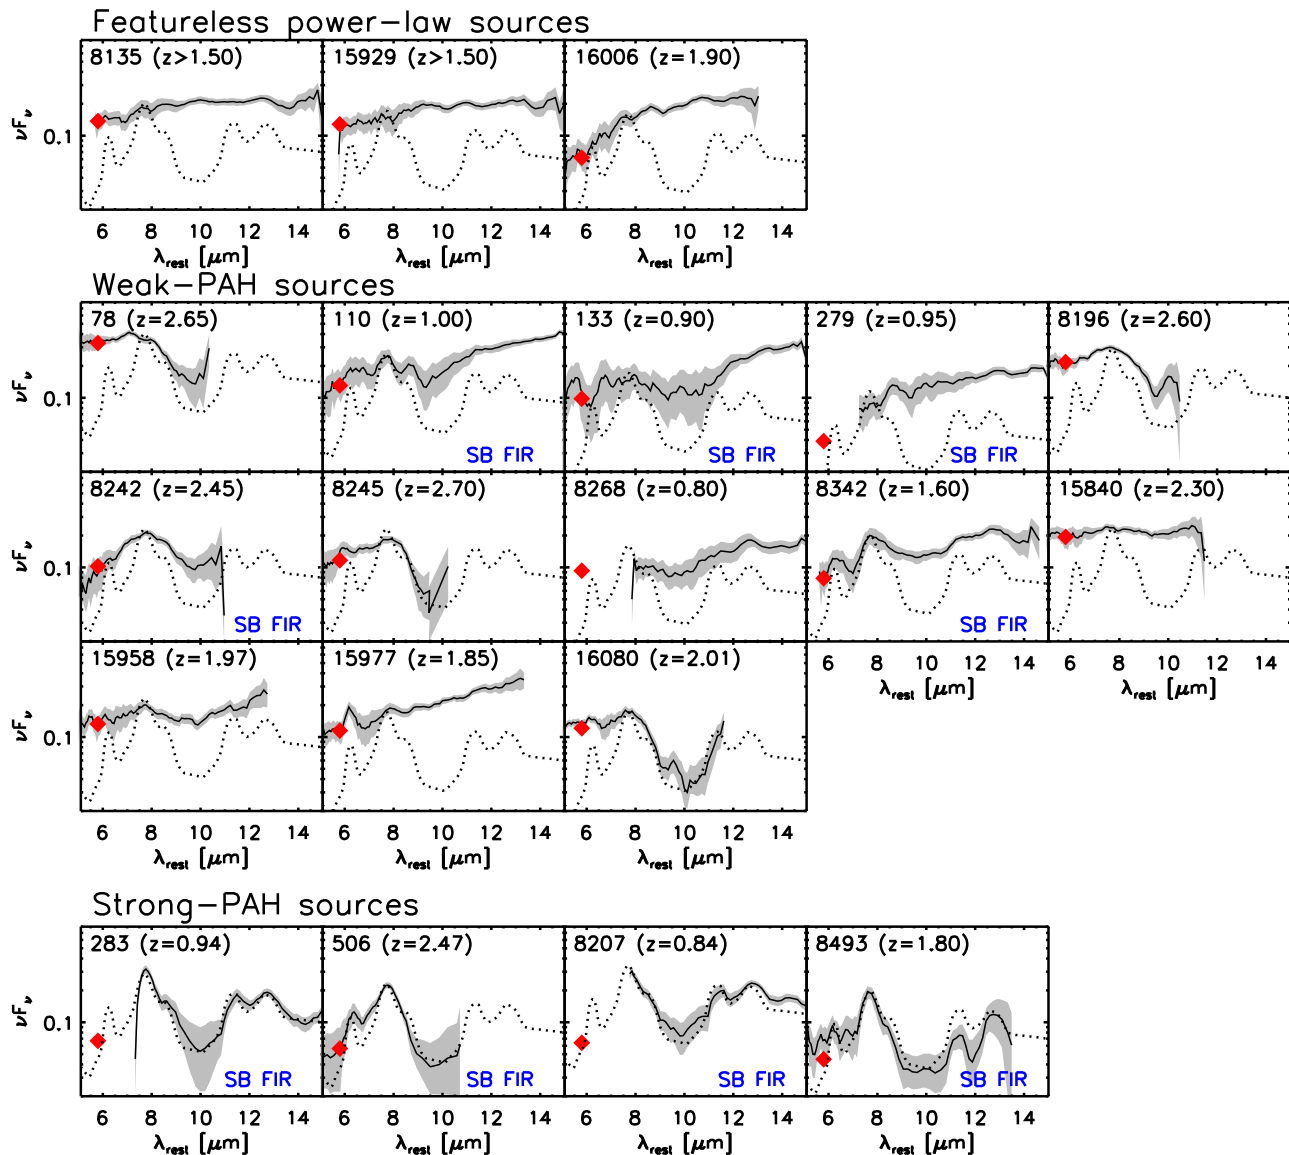 Featureless power-law sources
8135 (z>1.50) 15929 (z>1.50) 16006 (z=1.90)
νFν 0.1
6 8 10 12 14 6 8 10 12 14 6 8 10 12 14
λrest [μm] λrest [μm] λrest [μm]
Weak-PAH sources
78 (z=2.65) 110 (z=1.00) 133 (z=0.90) 279 (z=0.95) 8196 (z=2.60)
νFν 0.1
SB FIR SB FIR SB FIR
8242 (z=2.45) 8245 (z=2.70) 8268 (z=0.80) 8342 (z=1.60) 15840 (z=2.30)
νFν 0.1
SB FIR SB FIR
15958 (z=1.97) 15977 (z=1.85) 16080 (z=2.01)
6 8 10 12 14 6 8 10 12 14
λrest [μm] λrest [μm]
νFν 0.1
6 8 10 12 14 6 8 10 12 14 6 8 10 12 14
λrest [μm] λrest [μm] λrest [μm]
Strong-PAH sources
283 (z=0.94) 506 (z=2.47) 8207 (z=0.84) 8493 (z=1.80)
νFν 0.1
SB FIR SB FIR SB FIR SB FIR
6 8 10 12 14 6 8 10 12 14 6 8 10 12 14 6 8 10 12 14
λrest [μm] λrest [μm] λrest [μm] λrest [μm]